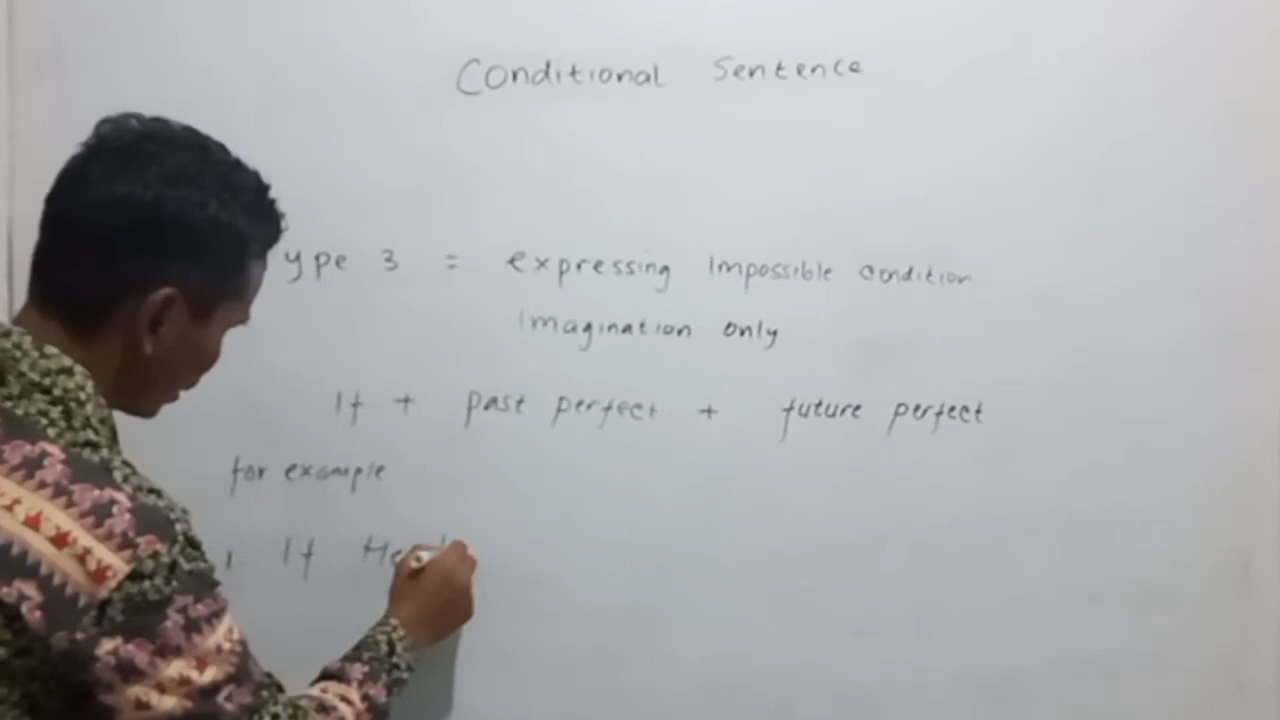 Conditional Sentence
ype 3 = expressing impossible condition
imagination only
If + past perfect + future perfect
for example
1. If